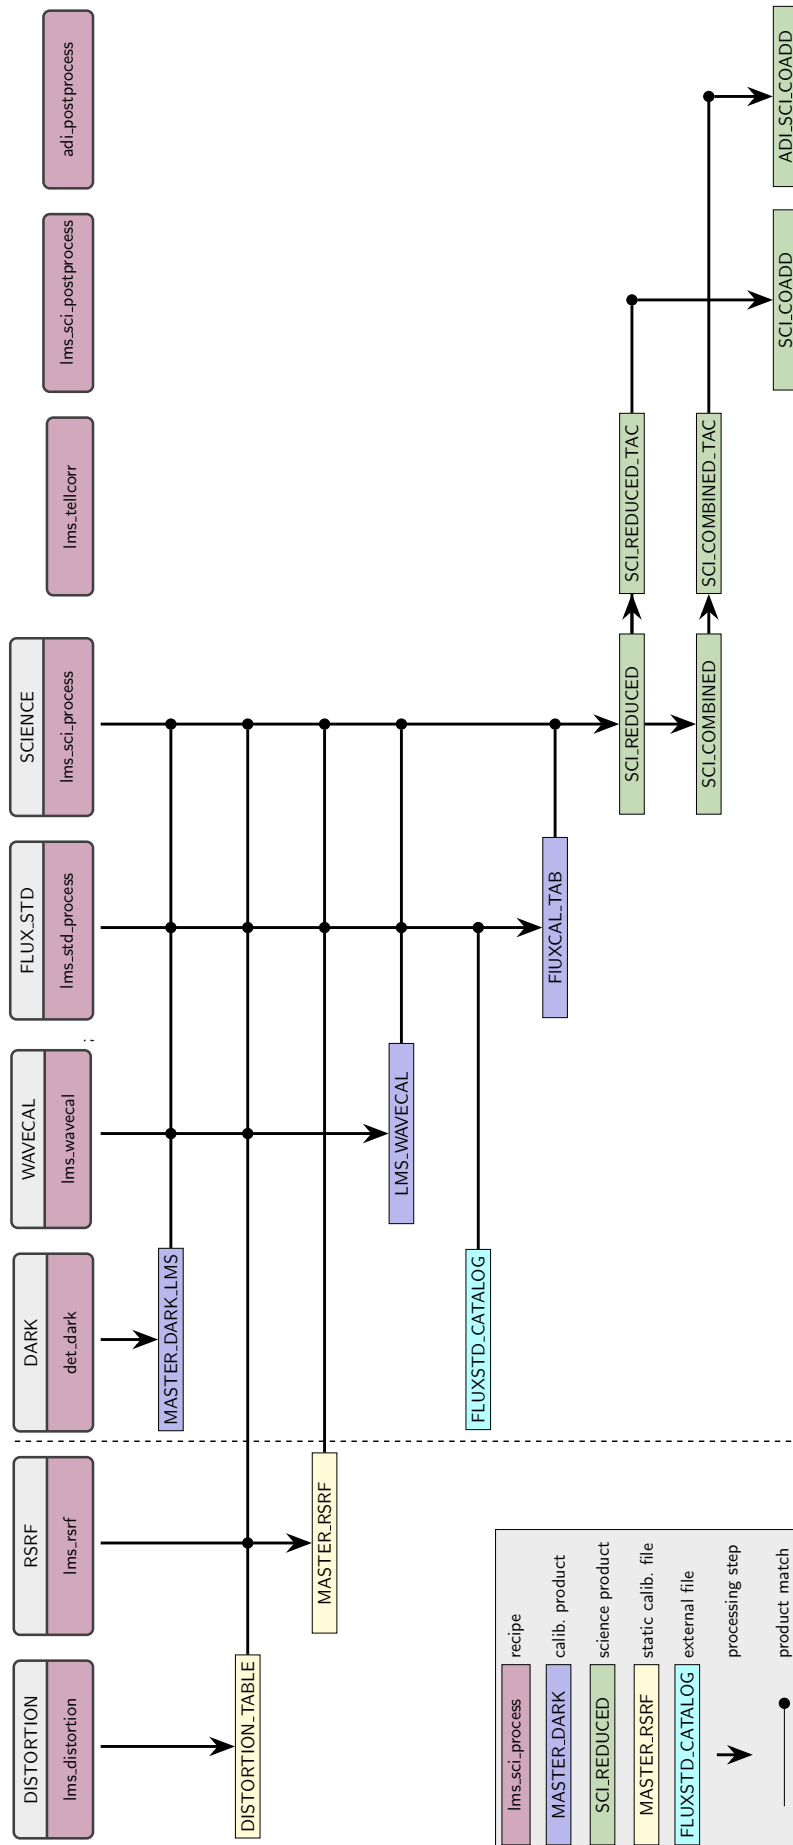 DISTORTION
lms_distortion
RSRF
lms_rsrf
DARK
det_dark
WAVECAL
lms_wavecal
;
FLUX_STD
lms_std_process
SCIENCE
lms_sci_process
lms_tellcorr
lms_sci_postprocess
adi_postprocess
MASTER_DARK_LMS
DISTORTION_TABLE
MASTER_RSRF
LMS_WAVECAL
FLUXSTD_CATALOG
FlUXCAL_TAB
SCI_REDUCED
SCI_REDUCED_TAC
SCI_COMBINED
SCI_COMBINED_TAC
SCI_COADD
ADI_SCI_COADD
lms_sci_process recipe
MASTER_DARK calib. product
SCI_REDUCED science product
MASTER_RSRF static calib. file
FLUXSTD_CATALOG external file
processing step
product match